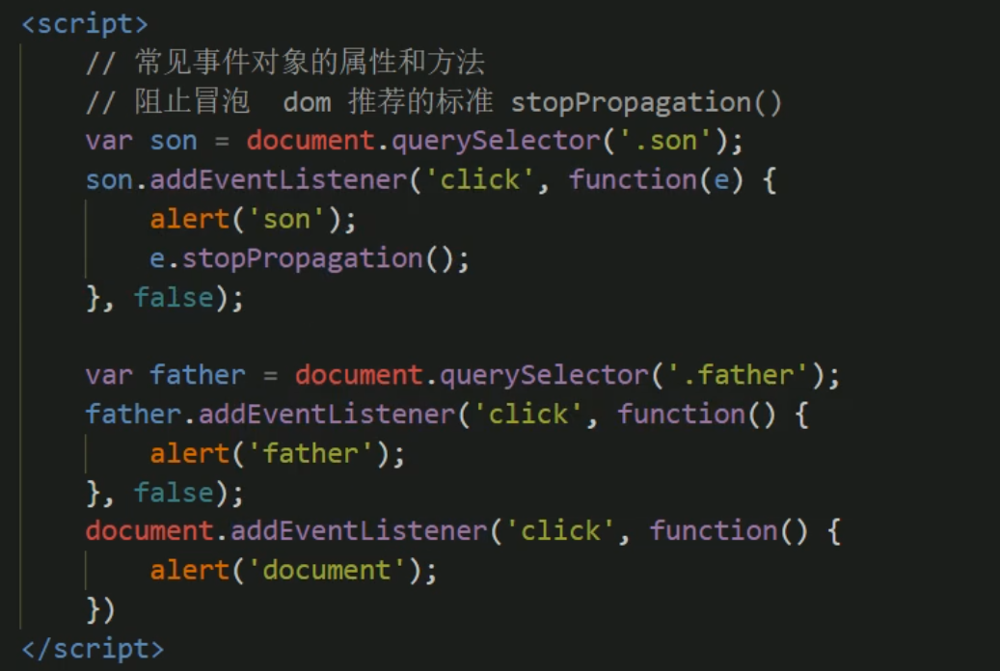 <script>
// 常见事件对象的属性和方法
// 阻止冒泡  dom 推荐的标准 stopPropagation()
var son = document.querySelector('.son');
son.addEventListener('click', function(e) {
alert('son');
e.stopPropagation();
}, false);
var father = document.querySelector('.father');
father.addEventListener('click', function() {
alert('father');
}, false);
document.addEventListener('click', function() {
alert('document');
})
</script>